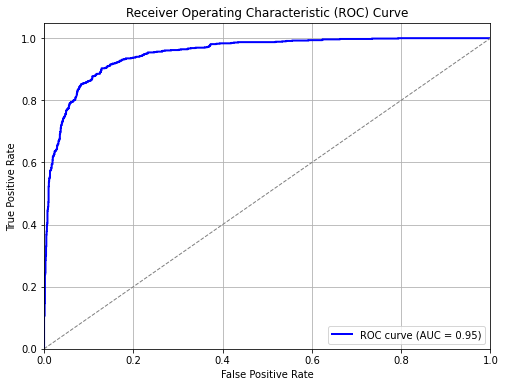 Receiver Operating Characteristic (ROC) Curve
1.0
0.8
0.6
0.4
0.2
0.0
True Positive Rate
ROC curve (AUC = 0.95)
0.0 0.2 0.4 0.6 0.8 1.0
False Positive Rate